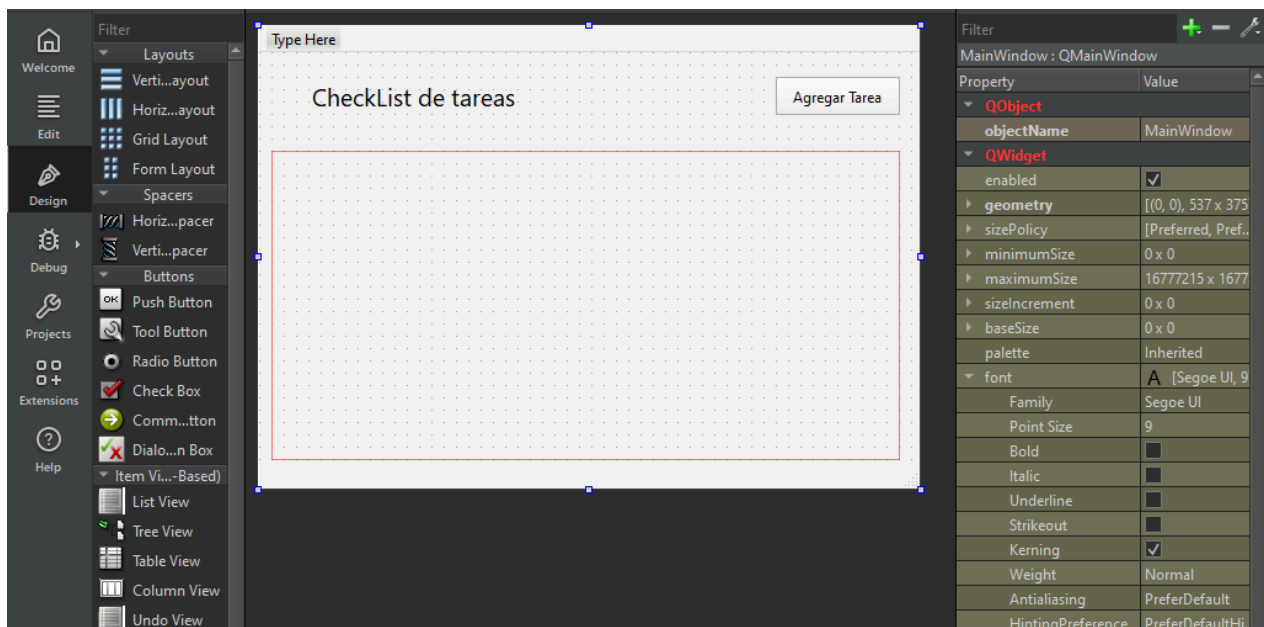 Welcome
Edit
Design
Debug
Projects
Extensions
Help
Filter
Layouts
Verti...ayout
Horiz...ayout
Grid Layout
Form Layout
Spacers
Horiz...pacer
Verti...pacer
Buttons
OK Push Button
Tool Button
Radio Button
Check Box
Comm...tton
Dialo...n Box
Item Vi...-Based)
List View
Tree View
Table View
Column View
Undo View
Type Here
CheckList de tareas
Agregar Tarea
Filter
MainWindow : QMainWindow
Property Value
QObject
objectName MainWindow
QWidget
enabled
geometry [(0, 0), 537 x 375
sizePolicy [Preferred, Pref..
minimumSize 0 x 0
maximumSize 16777215 x 1677
sizeIncrement 0 x 0
baseSize 0 x 0
palette Inherited
font A [Segoe UI, 9
Family Segoe UI
Point Size 9
Bold
Italic
Underline
Strikeout
Kerning
Weight Normal
Antialiasing PreferDefault
HintingPreference PreferDefaultHi